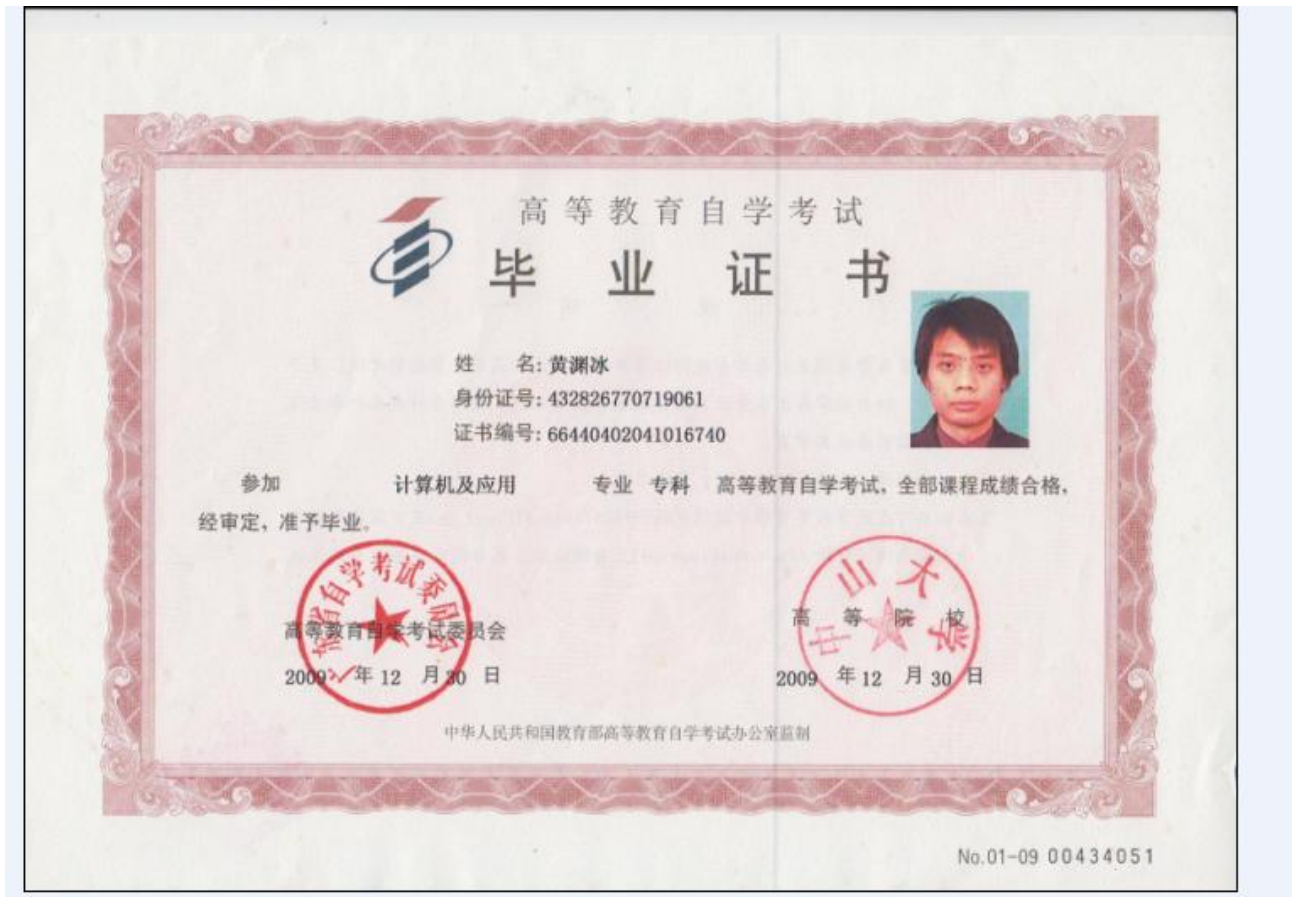 高等教育自学考试
毕业证书
姓 名: 黄渊冰
身份证号: 432826770719061
证书编号: 66440402041016740
参加 计算机及应用 专业 专科 高等教育自学考试, 全部课程成绩合格,
经审定, 准予毕业。
广东省自学考试委员会
高等教育自学考试委员会
2009 年 12 月 30 日
中山大学
高等院校
2009 年 12 月 30 日
中华人民共和国教育部高等教育自学考试办公室监制
No.01-09 00434051